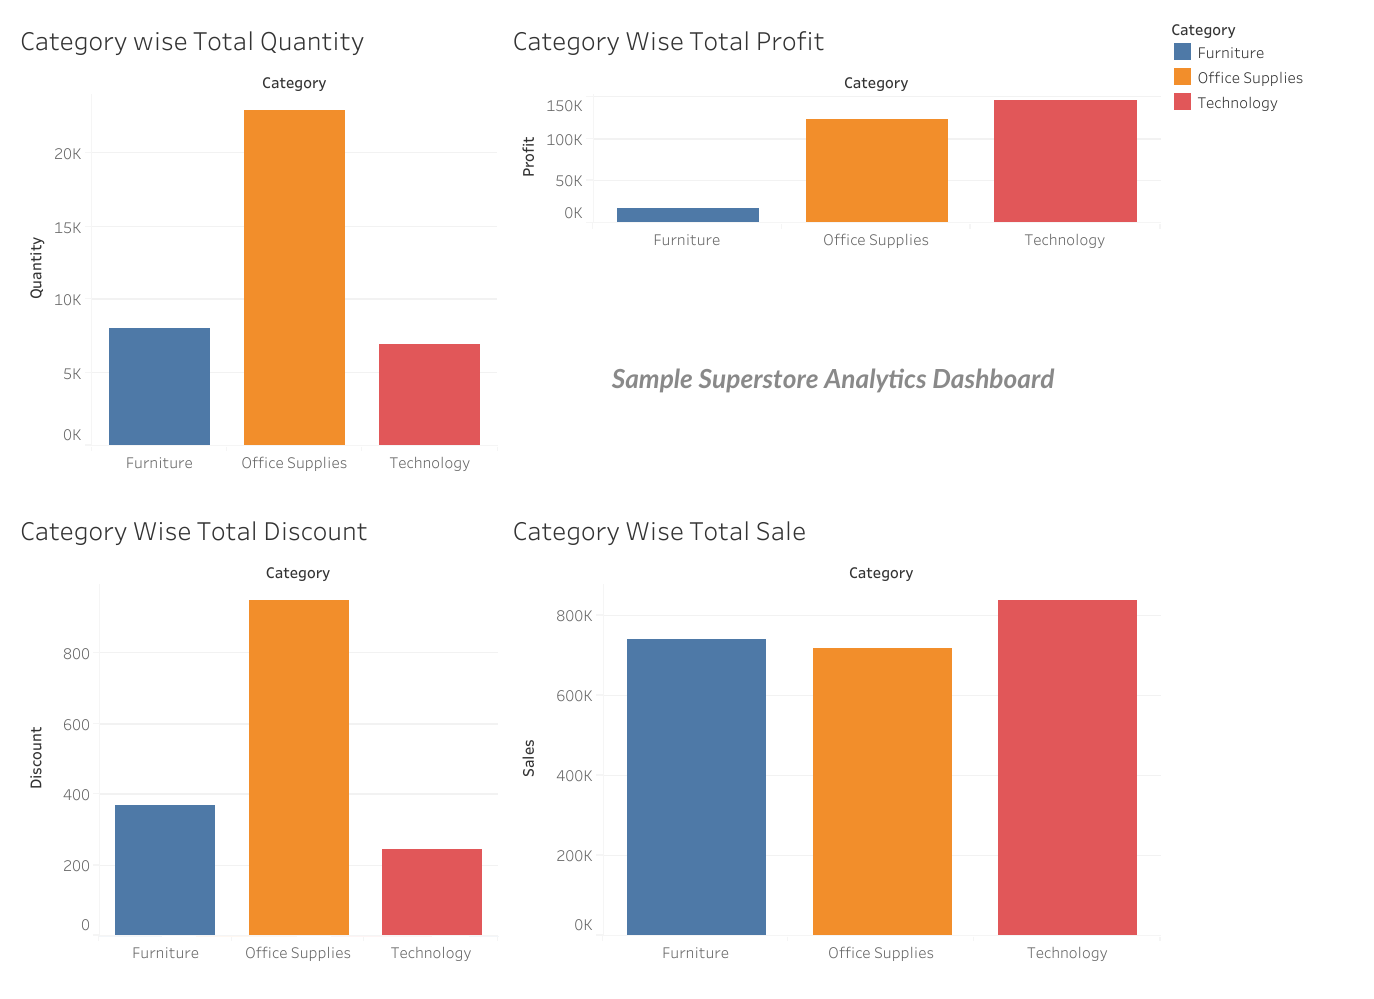 Category wise Total Quantity
Category
20K
15K
10K
5K
0K
Quantity
Furniture
Office Supplies
Technology
Category Wise Total Profit
Category
150K
100K
50K
0K
Profit
Furniture
Office Supplies
Technology
Category
Furniture
Office Supplies
Technology
Sample Superstore Analytics Dashboard
Category Wise Total Discount
Category
800
600
400
200
0
Discount
Furniture
Office Supplies
Technology
Category Wise Total Sale
Category
800K
600K
400K
200K
0K
Sales
Furniture
Office Supplies
Technology